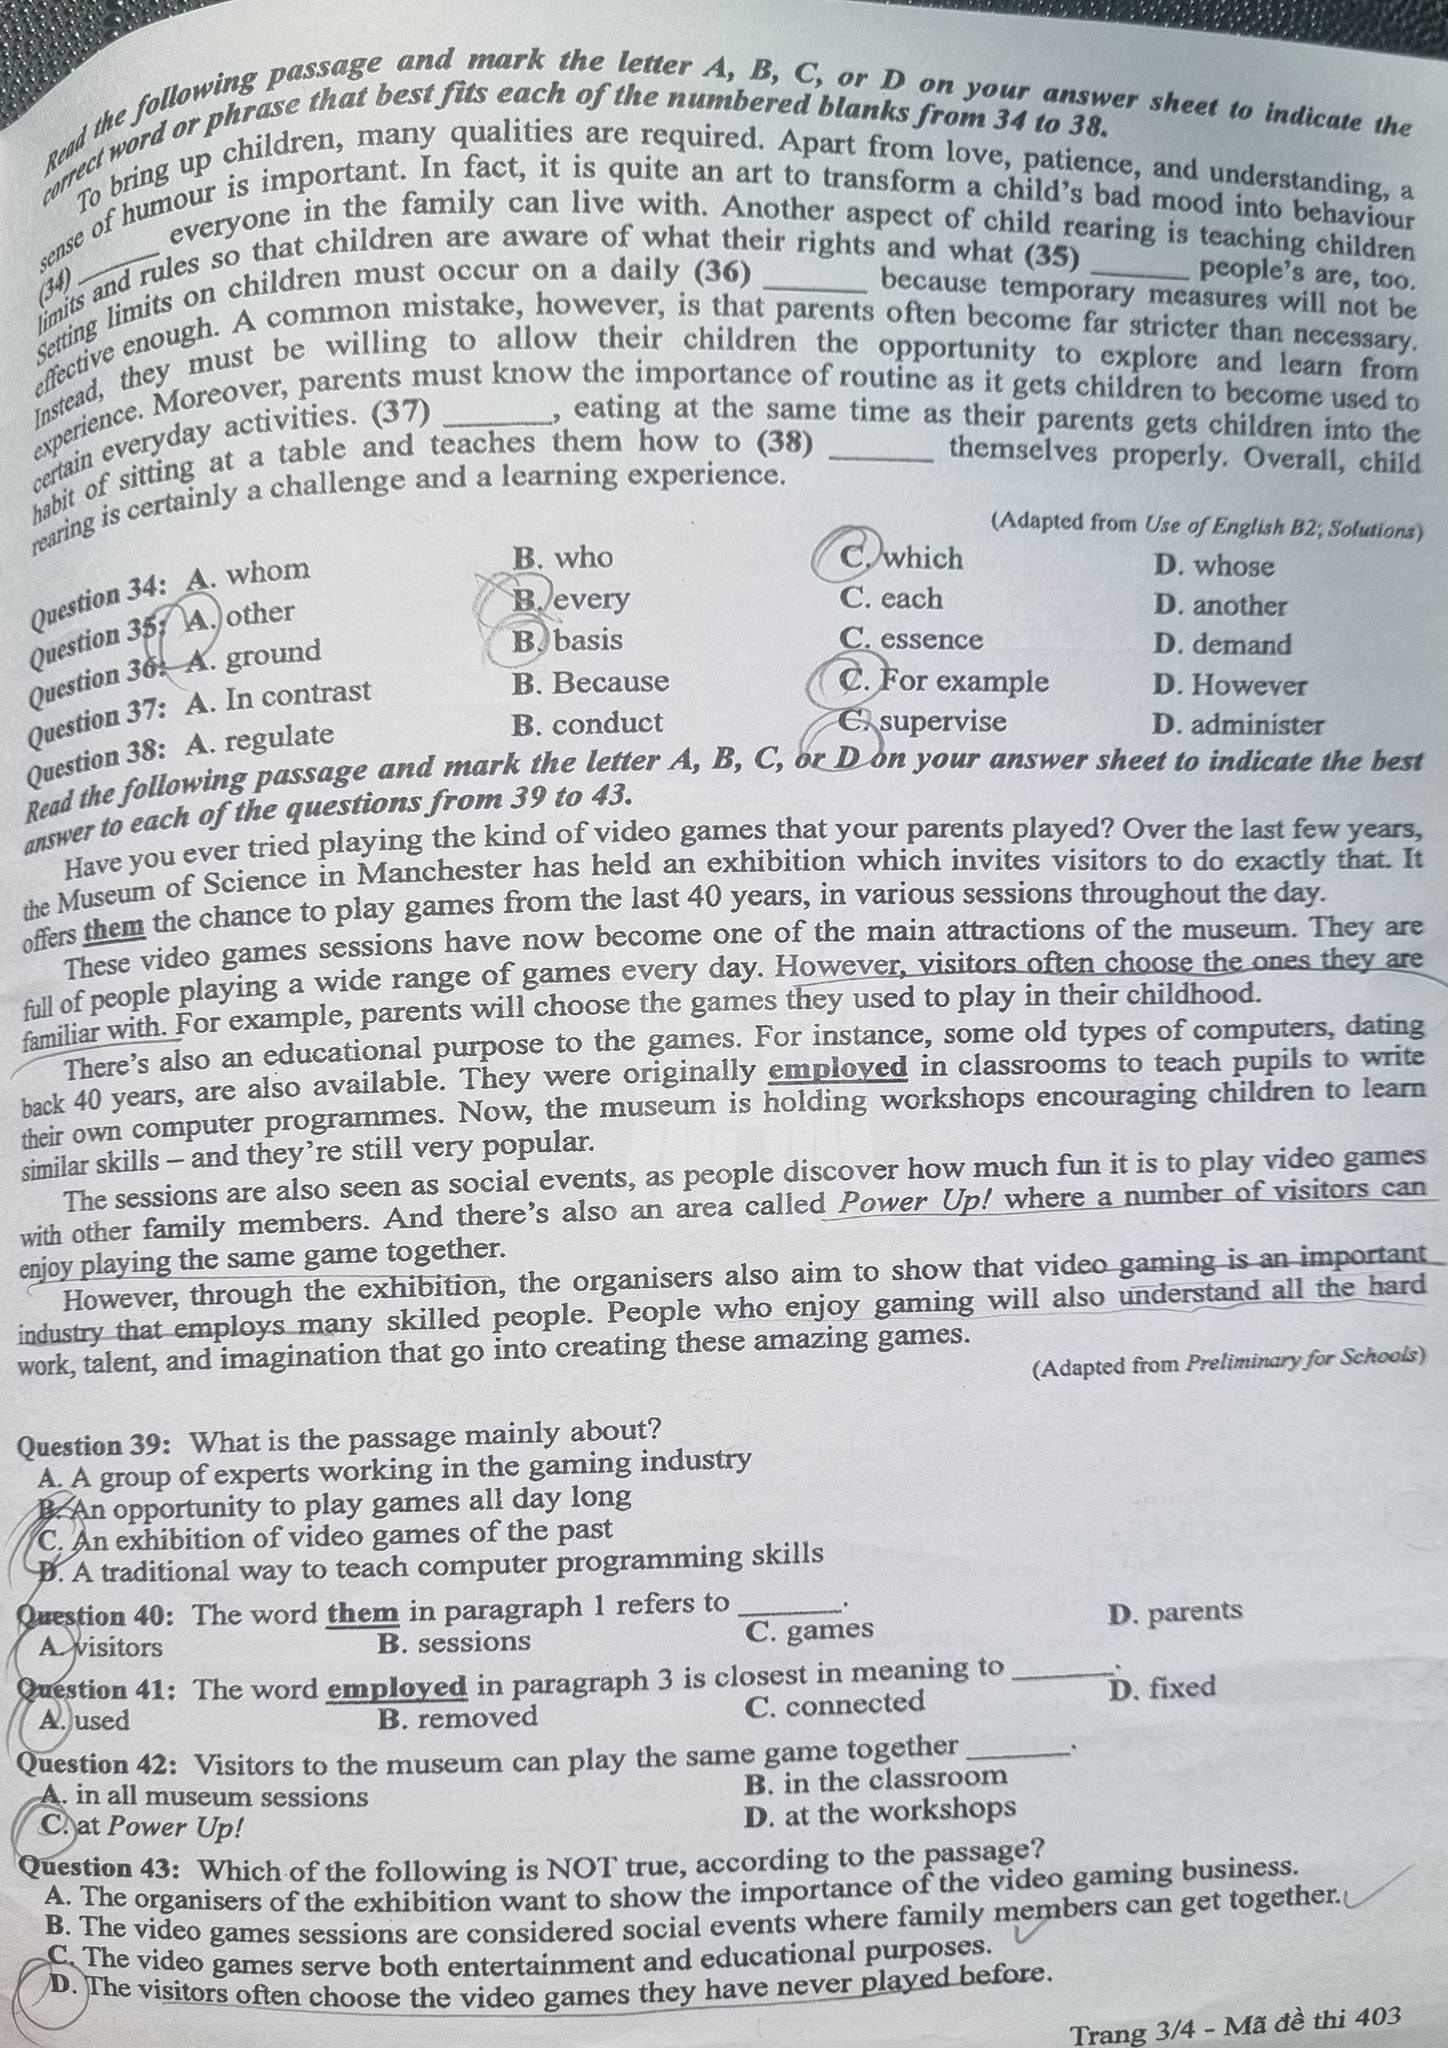 Read the following passage and mark the letter A, B, C, or D on your answer sheet to indicate the
correct word or phrase that best fits each of the numbered blanks from 34 to 38.
To bring up children, many qualities are required. Apart from love, patience, and understanding, a
sense of humour is important. In fact, it is quite an art to transform a child's bad mood into behaviour
(34) ______ everyone in the family can live with. Another aspect of child rearing is teaching children
limits and rules so that children are aware of what their rights and what (35) ______ people's are, too.
Setting limits on children must occur on a daily (36) ______ because temporary measures will not be
effective enough. A common mistake, however, is that parents often become far stricter than necessary.
Instead, they must be willing to allow their children the opportunity to explore and learn from
experience. Moreover, parents must know the importance of routine as it gets children to become used to
certain everyday activities. (37) ______, eating at the same time as their parents gets children into the
habit of sitting at a table and teaches them how to (38) ______ themselves properly. Overall, child
rearing is certainly a challenge and a learning experience.
(Adapted from Use of English B2; Solutions)
Question 34: A. whom B. who C. which D. whose
Question 35: A. other B. every C. each D. another
Question 36: A. ground B. basis C. essence D. demand
Question 37: A. In contrast B. Because C. For example D. However
Question 38: A. regulate B. conduct C. supervise D. administer
Read the following passage and mark the letter A, B, C, or D on your answer sheet to indicate the best
answer to each of the questions from 39 to 43.
Have you ever tried playing the kind of video games that your parents played? Over the last few years,
the Museum of Science in Manchester has held an exhibition which invites visitors to do exactly that. It
offers them the chance to play games from the last 40 years, in various sessions throughout the day.
These video games sessions have now become one of the main attractions of the museum. They are
full of people playing a wide range of games every day. However, visitors often choose the ones they are
familiar with. For example, parents will choose the games they used to play in their childhood.
There's also an educational purpose to the games. For instance, some old types of computers, dating
back 40 years, are also available. They were originally employed in classrooms to teach pupils to write
their own computer programmes. Now, the museum is holding workshops encouraging children to learn
similar skills – and they're still very popular.
The sessions are also seen as social events, as people discover how much fun it is to play video games
with other family members. And there's also an area called Power Up! where a number of visitors can
enjoy playing the same game together.
However, through the exhibition, the organisers also aim to show that video gaming is an important
industry that employs many skilled people. People who enjoy gaming will also understand all the hard
work, talent, and imagination that go into creating these amazing games.
(Adapted from Preliminary for Schools)
Question 39: What is the passage mainly about?
A. A group of experts working in the gaming industry
B. An opportunity to play games all day long
C. An exhibition of video games of the past
D. A traditional way to teach computer programming skills
Question 40: The word them in paragraph 1 refers to ______.
A. visitors B. sessions C. games D. parents
Question 41: The word employed in paragraph 3 is closest in meaning to ______.
A. used B. removed C. connected D. fixed
Question 42: Visitors to the museum can play the same game together ______.
A. in all museum sessions B. in the classroom
C. at Power Up! D. at the workshops
Question 43: Which of the following is NOT true, according to the passage?
A. The organisers of the exhibition want to show the importance of the video gaming business.
B. The video games sessions are considered social events where family members can get together.
C. The video games serve both entertainment and educational purposes.
D. The visitors often choose the video games they have never played before.
Trang 3/4 - Mã đề thi 403